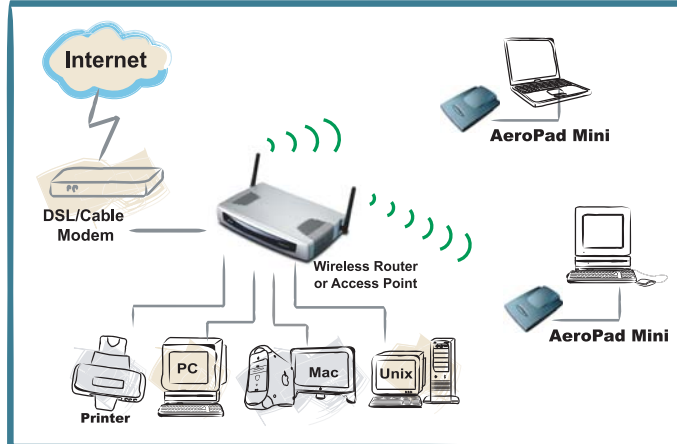 Internet
AeroPad Mini
DSL/Cable
Modem
Wireless Router
or Access Point
AeroPad Mini
PC
Mac
Unix
Printer